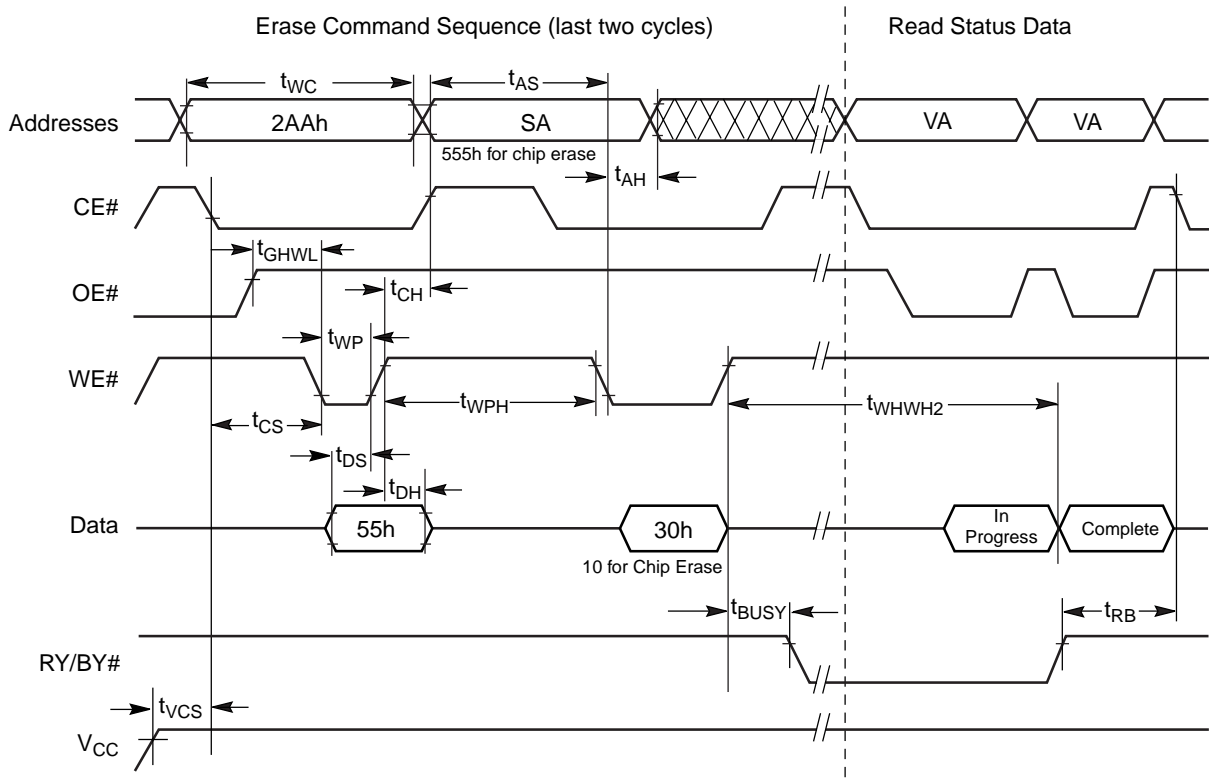 Erase Command Sequence (last two cycles)
Read Status Data
tWC
tAS
Addresses
2AAh
SA
VA
VA
555h for chip erase
tAH
CE#
tGHWL
OE#
tCH
tWP
WE#
tWPH
tWHWH2
tCS
tDS
tDH
Data
55h
30h
In
Progress
Complete
10 for Chip Erase
tBUSY
tRB
RY/BY#
tVCS
VCC